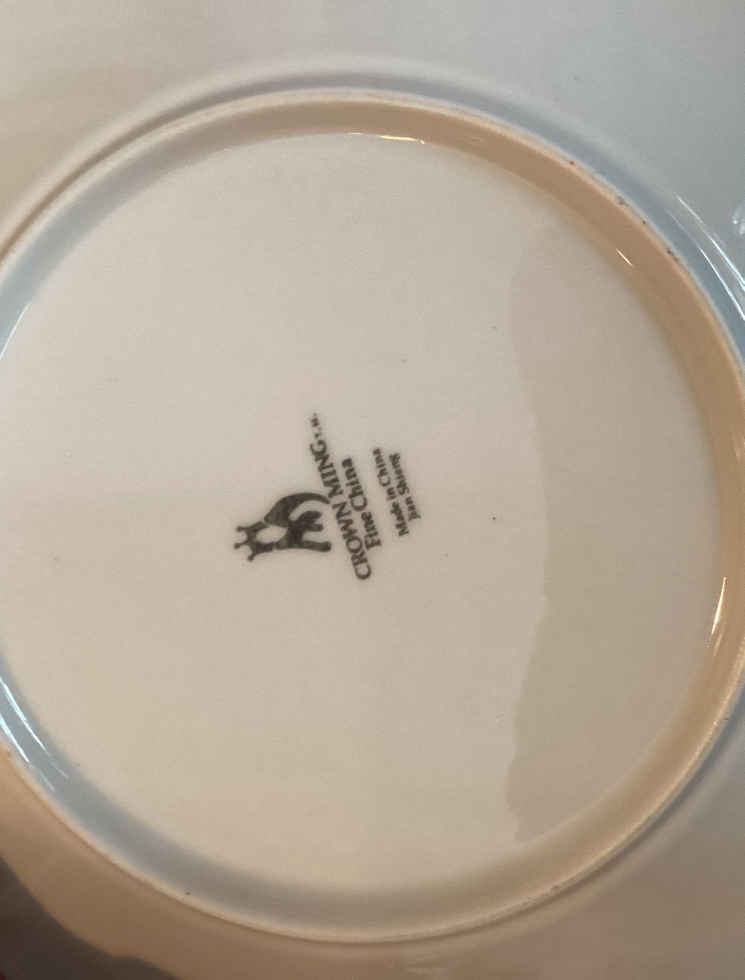 CROWN MING T.M.
Fine China
Made in China
Jian Shiang